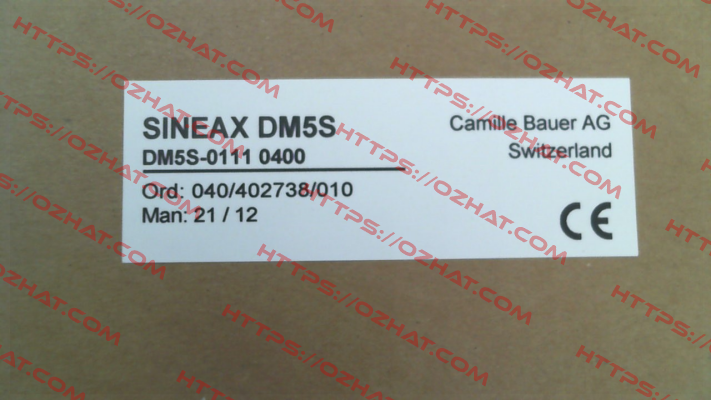 SINEAX DM5S
DM5S-0111 0400
Ord: 040/402738/010
Man: 21 / 12
Camille Bauer AG
Switzerland
CE
HTTPS://OZHAT.COM